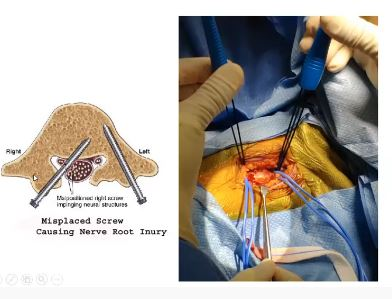 Right
Left
Malpositioned right screw
impinging neural structures
Misplaced Screw
Causing Nerve Root Inury